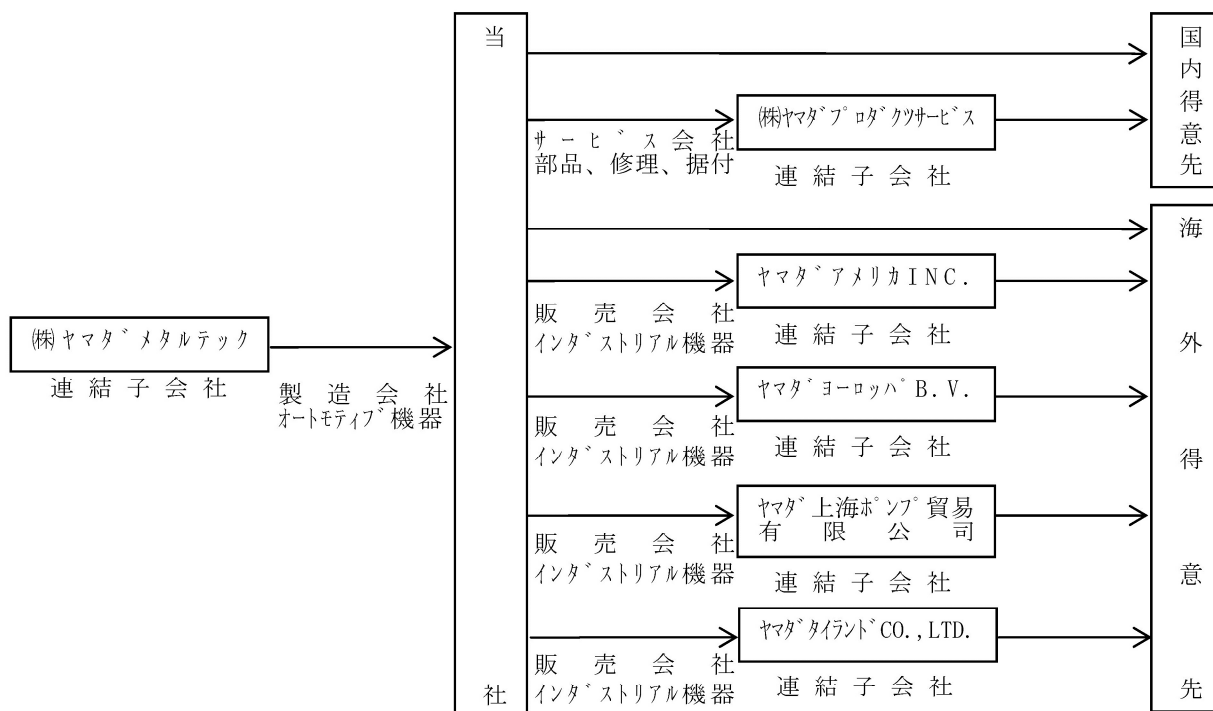 当社
国内得意先
㈱ヤマダプロダクツサービス
サービス会社
部品、修理、据付
連結子会社
海外得意先
ヤマダアメリカINC.
販売会社
インダストリアル機器
連結子会社
㈱ヤマダメタルテック
連結子会社
製造会社
オートモティブ機器
ヤマダヨーロッパB.V.
販売会社
インダストリアル機器
連結子会社
ヤマダ上海ポンプ貿易
有限公司
販売会社
インダストリアル機器
連結子会社
ヤマダタイランドCO.,LTD.
販売会社
インダストリアル機器
連結子会社